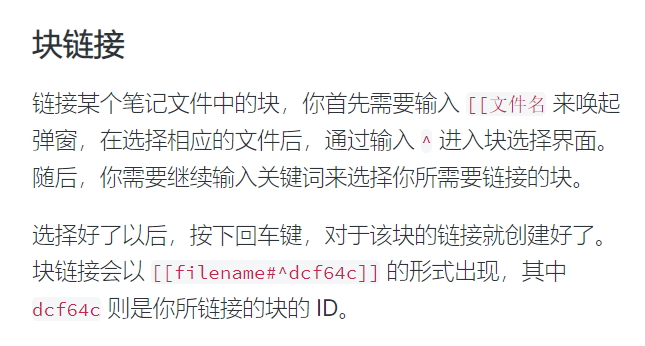 块链接
链接某个笔记文件中的块，你首先需要输入 [[文件名 来唤起
弹窗，在选择相应的文件后，通过输入 ^ 进入块选择界面。
随后，你需要继续输入关键词来选择你所需要链接的块。
选择好了以后，按下回车键，对于该块的链接就创建好了。
块链接会以 [[filename#^dcf64c]] 的形式出现，其中
dcf64c 则是你所链接的块的 ID。